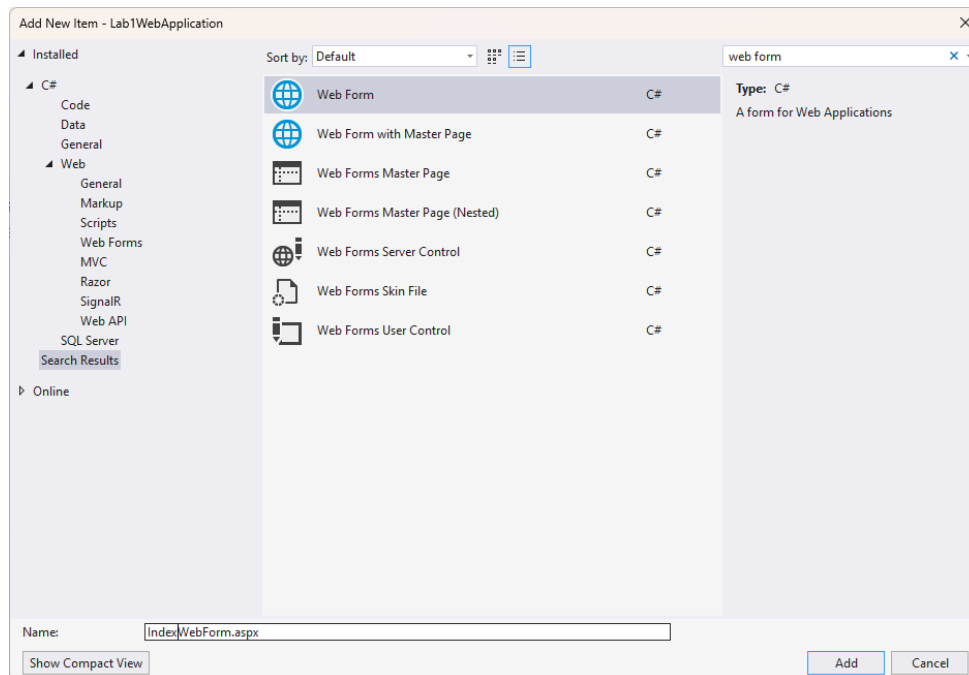 Add New Item - Lab1WebApplication
Installed
C#
Code
Data
General
Web
General
Markup
Scripts
Web Forms
MVC
Razor
SignalR
Web API
SQL Server
Search Results
Online
Sort by: Default
Web Form C#
Web Form with Master Page C#
Web Forms Master Page C#
Web Forms Master Page (Nested) C#
Web Forms Server Control C#
Web Forms Skin File C#
Web Forms User Control C#
web form
Type: C#
A form for Web Applications
Name: IndexWebForm.aspx
Show Compact View Add Cancel